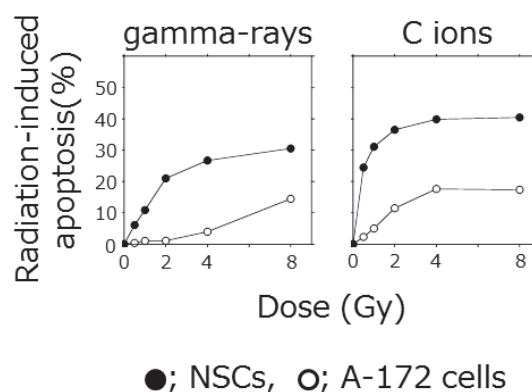 gamma-rays
C ions
Radiation-induced
apoptosis(%)
50
40
30
20
10
0
0 2 4 8
0 2 4 8
Dose (Gy)
●; NSCs, ○; A-172 cells